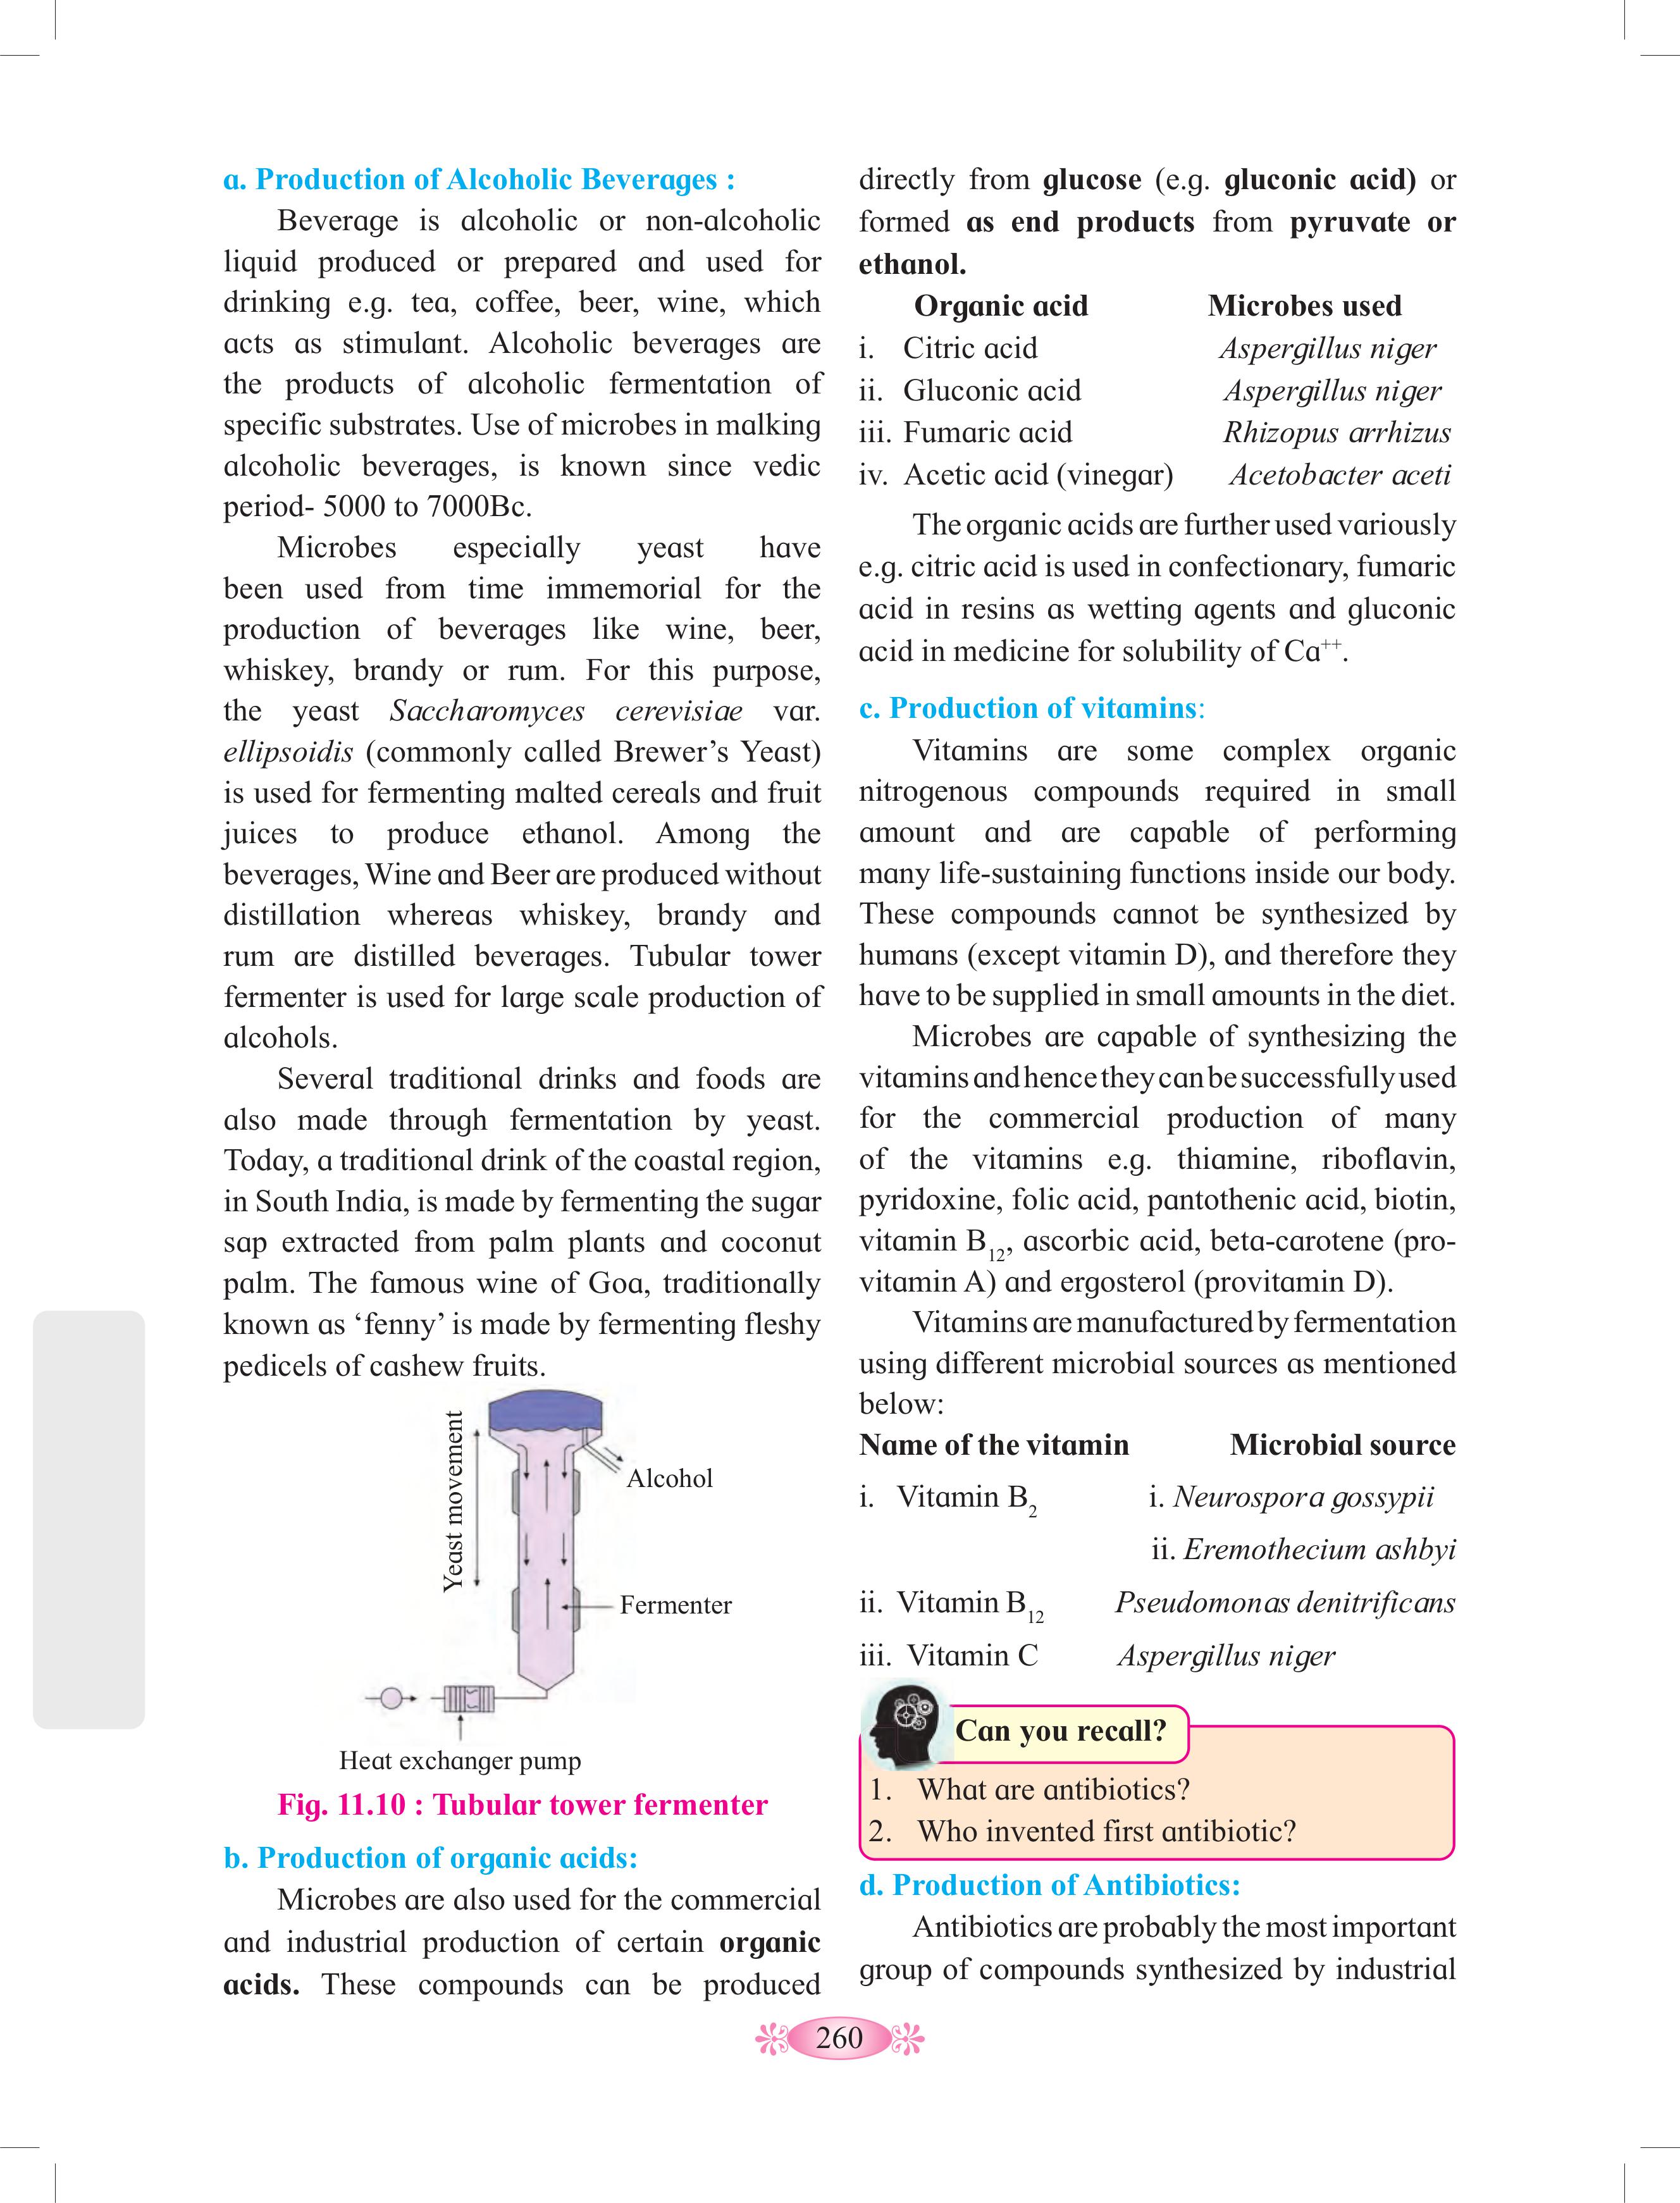 a. Production of Alcoholic Beverages :
Beverage is alcoholic or non-alcoholic
liquid produced or prepared and used for
drinking e.g. tea, coffee, beer, wine, which
acts as stimulant. Alcoholic beverages are
the products of alcoholic fermentation of
specific substrates. Use of microbes in malking
alcoholic beverages, is known since vedic
period- 5000 to 7000Bc.
Microbes especially yeast have
been used from time immemorial for the
production of beverages like wine, beer,
whiskey, brandy or rum. For this purpose,
the yeast Saccharomyces cerevisiae var.
ellipsoidis (commonly called Brewer’s Yeast)
is used for fermenting malted cereals and fruit
juices to produce ethanol. Among the
beverages, Wine and Beer are produced without
distillation whereas whiskey, brandy and
rum are distilled beverages. Tubular tower
fermenter is used for large scale production of
alcohols.
Several traditional drinks and foods are
also made through fermentation by yeast.
Today, a traditional drink of the coastal region,
in South India, is made by fermenting the sugar
sap extracted from palm plants and coconut
palm. The famous wine of Goa, traditionally
known as ‘fenny’ is made by fermenting fleshy
pedicels of cashew fruits.
Yeast movement
Alcohol
Fermenter
Heat exchanger pump
Fig. 11.10 : Tubular tower fermenter
b. Production of organic acids:
Microbes are also used for the commercial
and industrial production of certain organic
acids. These compounds can be produced
directly from glucose (e.g. gluconic acid) or
formed as end products from pyruvate or
ethanol.
Organic acid Microbes used
i. Citric acid Aspergillus niger
ii. Gluconic acid Aspergillus niger
iii. Fumaric acid Rhizopus arrhizus
iv. Acetic acid (vinegar) Acetobacter aceti
The organic acids are further used variously
e.g. citric acid is used in confectionary, fumaric
acid in resins as wetting agents and gluconic
acid in medicine for solubility of Ca⁺⁺.
c. Production of vitamins:
Vitamins are some complex organic
nitrogenous compounds required in small
amount and are capable of performing
many life-sustaining functions inside our body.
These compounds cannot be synthesized by
humans (except vitamin D), and therefore they
have to be supplied in small amounts in the diet.
Microbes are capable of synthesizing the
vitamins and hence they can be successfully used
for the commercial production of many
of the vitamins e.g. thiamine, riboflavin,
pyridoxine, folic acid, pantothenic acid, biotin,
vitamin B₁₂, ascorbic acid, beta-carotene (pro-
vitamin A) and ergosterol (provitamin D).
Vitamins are manufactured by fermentation
using different microbial sources as mentioned
below:
Name of the vitamin Microbial source
i. Vitamin B₂ i. Neurospora gossypii
ii. Eremothecium ashbyi
ii. Vitamin B₁₂ Pseudomonas denitrificans
iii. Vitamin C Aspergillus niger
Can you recall?
1. What are antibiotics?
2. Who invented first antibiotic?
d. Production of Antibiotics:
Antibiotics are probably the most important
group of compounds synthesized by industrial
260